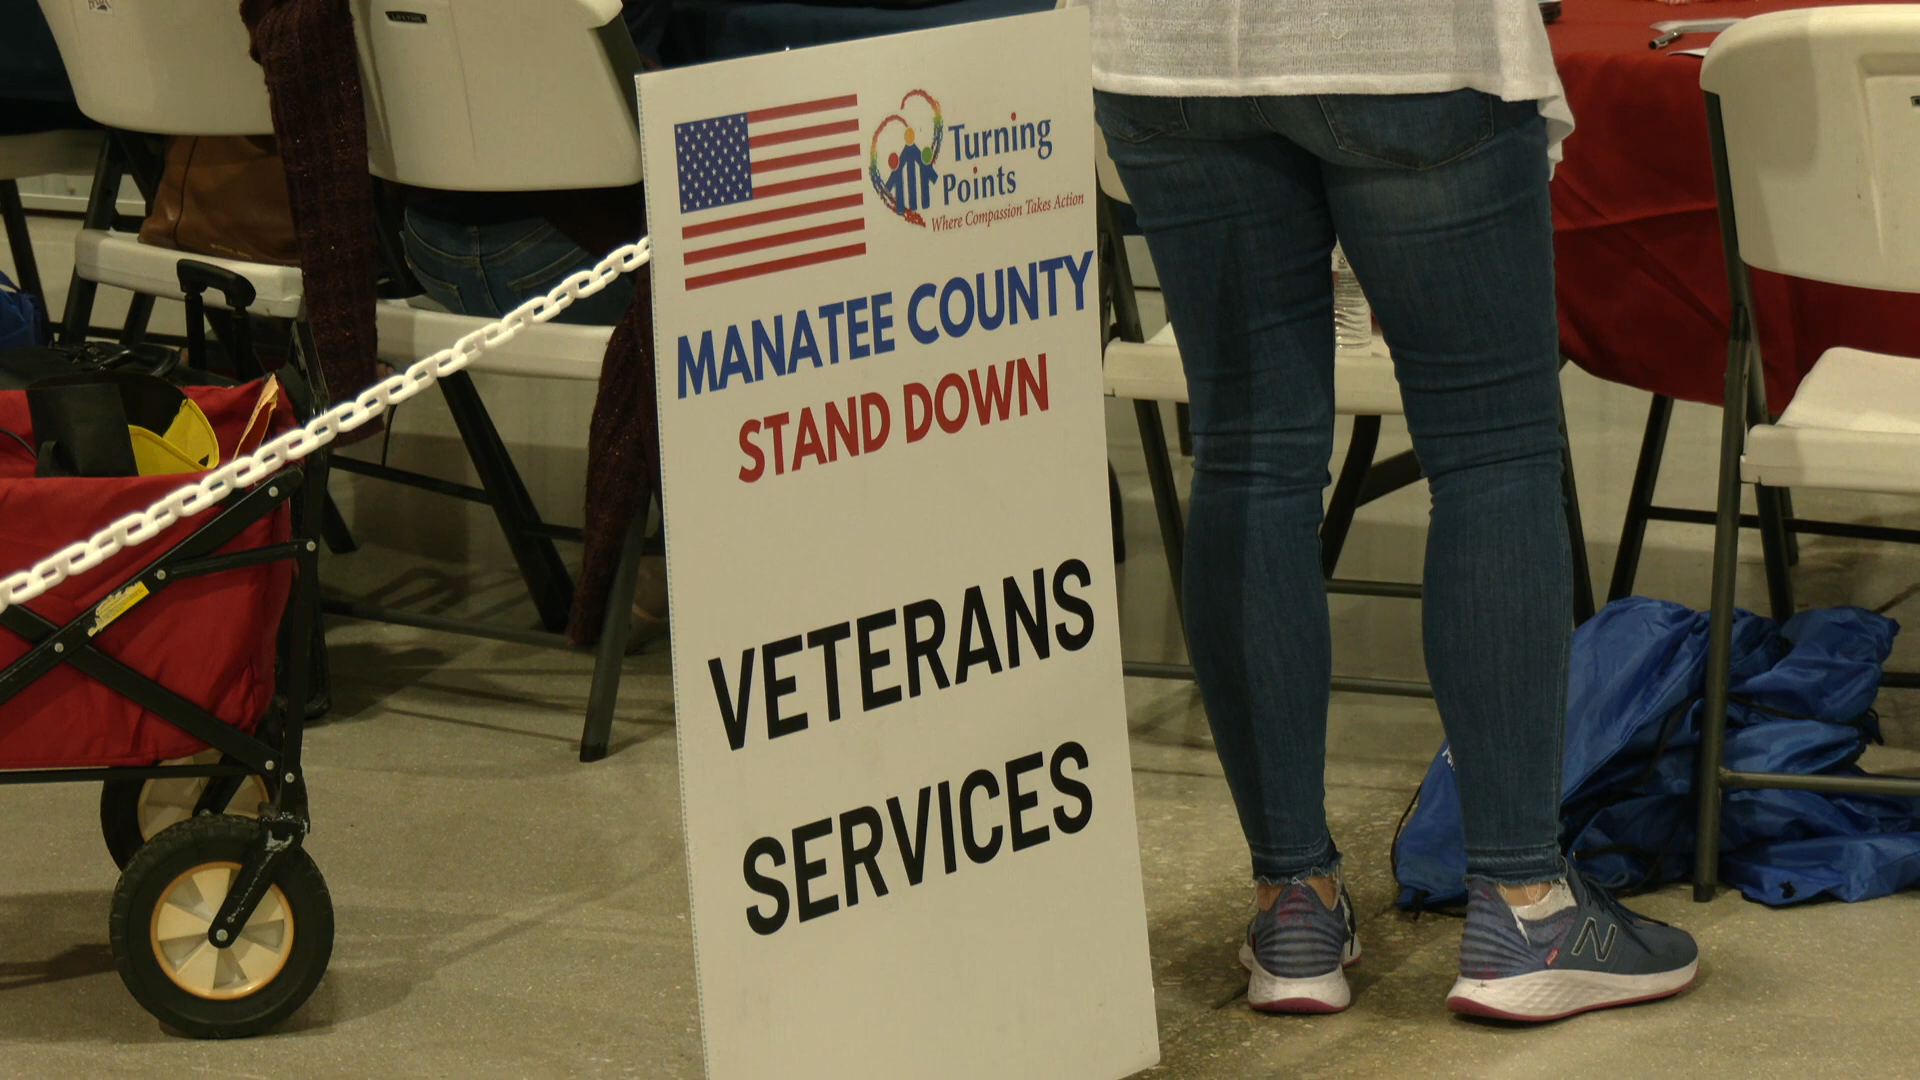 Turning
Points
Where Compassion Takes Action
MANATEE COUNTY
STAND DOWN
VETERANS
SERVICES
N